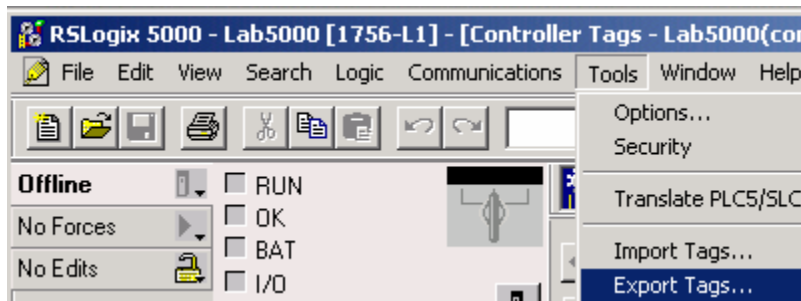 RSLogix 5000 - Lab5000 [1756-L1] - [Controller Tags - Lab5000(con
File Edit View Search Logic Communications Tools Window Help
Options...
Security
Offline RUN
Translate PLC5/SLC
No Forces OK
BAT
Import Tags...
No Edits
I/O
Export Tags...